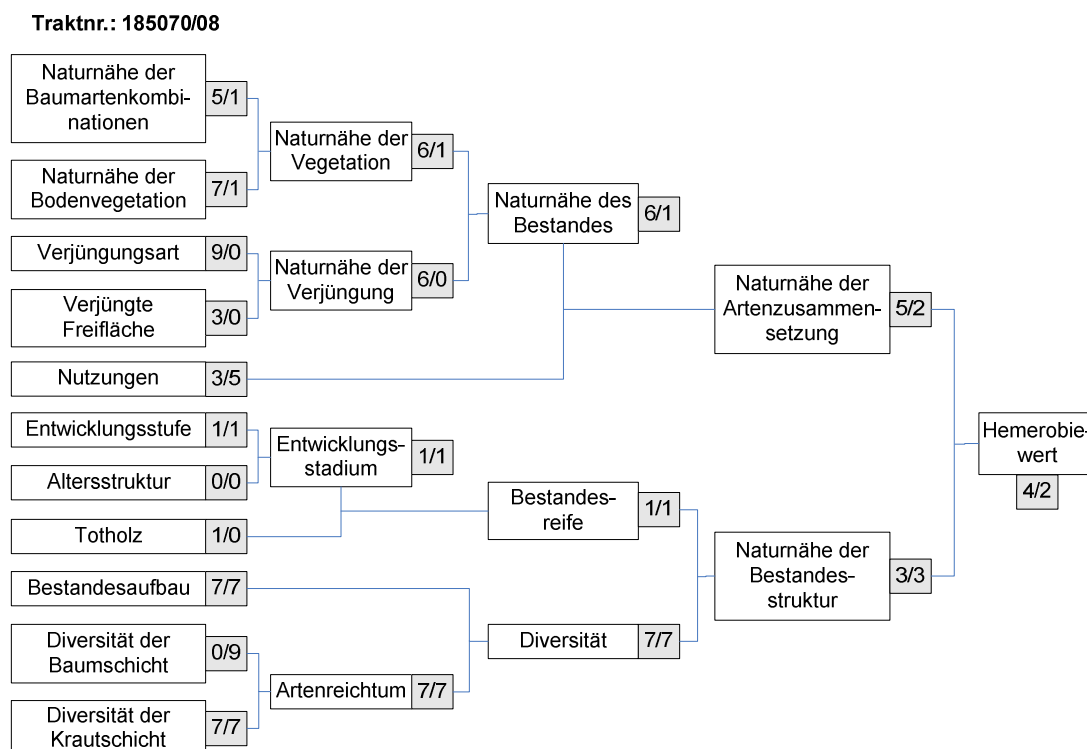 Traktnr.: 185070/08
Naturnähe der
Baumartenkombi-
nationen
5/1
Naturnähe der
Bodenvegetation
7/1
Verjüngungsart
9/0
Verjüngte
Freifläche
3/0
Nutzungen
3/5
Entwicklungsstufe
1/1
Altersstruktur
0/0
Totholz
1/0
Bestandesaufbau
7/7
Diversität der
Baumschicht
0/9
Diversität der
Krautschicht
7/7
Naturnähe der
Vegetation
6/1
Naturnähe der
Verjüngung
6/0
Entwicklungs-
stadium
1/1
Artenreichtum
7/7
Naturnähe des
Bestandes
6/1
Bestandes-
reife
1/1
Diversität
7/7
Naturnähe der
Artenzusammen-
setzung
5/2
Naturnähe der
Bestandes-
struktur
3/3
Hemerobie-
wert
4/2